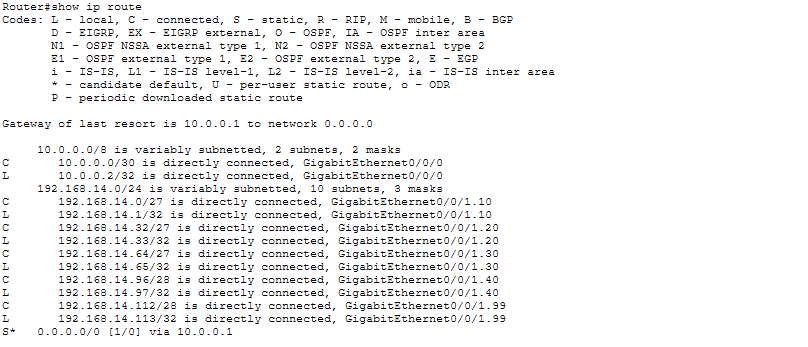 Router#show ip route
Codes: L - local, C - connected, S - static, R - RIP, M - mobile, B - BGP
       D - EIGRP, EX - EIGRP external, O - OSPF, IA - OSPF inter area
       N1 - OSPF NSSA external type 1, N2 - OSPF NSSA external type 2
       E1 - OSPF external type 1, E2 - OSPF external type 2, E - EGP
       i - IS-IS, L1 - IS-IS level-1, L2 - IS-IS level-2, ia - IS-IS inter area
       * - candidate default, U - per-user static route, o - ODR
       P - periodic downloaded static route

Gateway of last resort is 10.0.0.1 to network 0.0.0.0

     10.0.0.0/8 is variably subnetted, 2 subnets, 2 masks
C       10.0.0.0/30 is directly connected, GigabitEthernet0/0/0
L       10.0.0.2/32 is directly connected, GigabitEthernet0/0/0
     192.168.14.0/24 is variably subnetted, 10 subnets, 3 masks
C       192.168.14.0/27 is directly connected, GigabitEthernet0/0/1.10
L       192.168.14.1/32 is directly connected, GigabitEthernet0/0/1.10
C       192.168.14.32/27 is directly connected, GigabitEthernet0/0/1.20
L       192.168.14.33/32 is directly connected, GigabitEthernet0/0/1.20
C       192.168.14.64/27 is directly connected, GigabitEthernet0/0/1.30
L       192.168.14.65/32 is directly connected, GigabitEthernet0/0/1.30
C       192.168.14.96/28 is directly connected, GigabitEthernet0/0/1.40
L       192.168.14.97/32 is directly connected, GigabitEthernet0/0/1.40
C       192.168.14.112/28 is directly connected, GigabitEthernet0/0/1.99
L       192.168.14.113/32 is directly connected, GigabitEthernet0/0/1.99
S*   0.0.0.0/0 [1/0] via 10.0.0.1